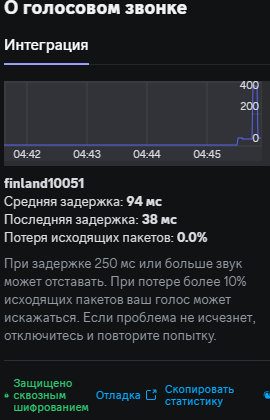 О голосовом звонке
Интеграция
400
200
0
04:42 04:43 04:44 04:45
finland10051
Средняя задержка: 94 мс
Последняя задержка: 38 мс
Потеря исходящих пакетов: 0.0%
При задержке 250 мс или больше звук
может отставать. При потере более 10%
исходящих пакетов ваш голос может
искажаться. Если проблема не исчезнет,
отключитесь и повторите попытку.
Защищено
сквозным
шифрованием
Отладка
Скопировать
статистику